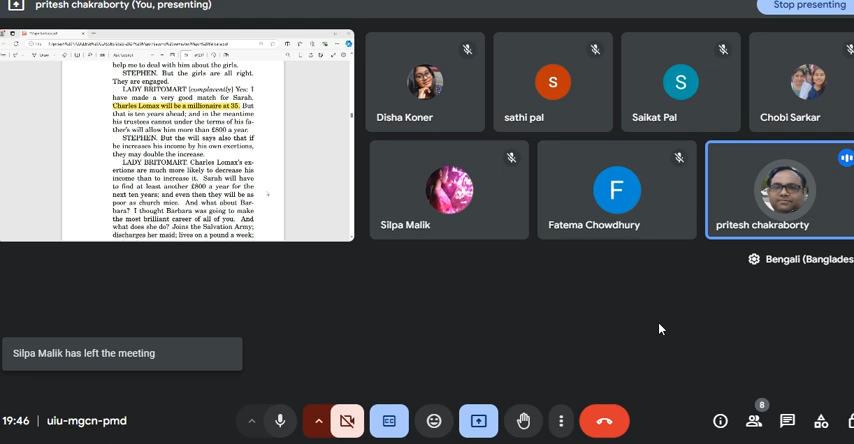 pritesh chakraborty (You, presenting)
Stop presenting
help me to deal with him about the girls.
STEPHEN. But the girls are all right.
They are engaged.
LADY BRITOMART [complacently] Yes: I
have made a very good match for Sarah.
Charles Lomax will be a millionaire at 35. But
that is ten years ahead; and in the meantime
his trustees cannot under the terms of his fa-
ther's will allow him more than £800 a year.
STEPHEN. But the will says also that if
he increases his income by his own exertions,
they may double the increase.
LADY BRITOMART. Charles Lomax's ex-
ertions are much more likely to decrease his
income than to increase it. Sarah will have
to find at least another £800 a year for the
next ten years; and even then they will be as
poor as church mice. And what about Bar-
bara? I thought Barbara was going to make
the most brilliant career of all of you. And
what does she do? Joins the Salvation Army;
discharges her maid; lives on a pound a week;
Disha Koner
s
sathi pal
S
Saikat Pal
Chobi Sarkar
Silpa Malik
F
Fatema Chowdhury
pritesh chakraborty
Bengali (Banglades
Silpa Malik has left the meeting
19:46 | uiu-mgcn-pmd
CC
8